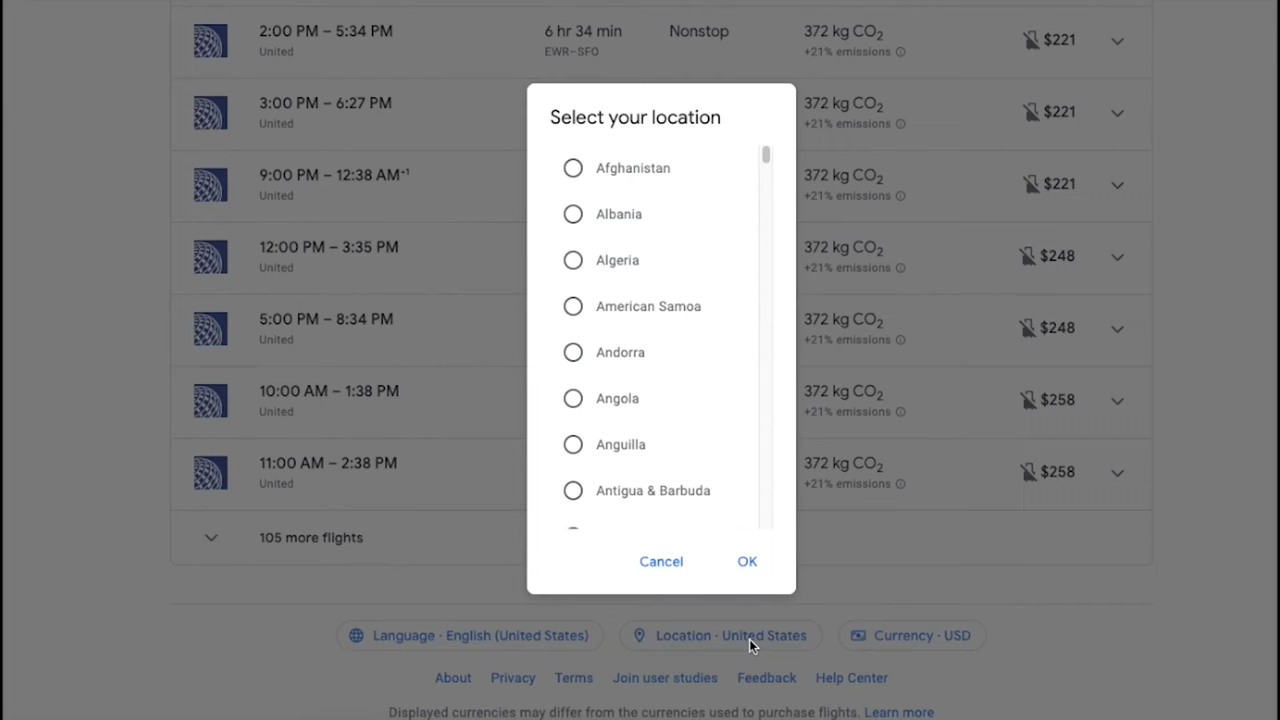 2:00 PM – 5:34 PM 6 hr 34 min Nonstop 372 kg CO2 $221
United EWR–SFO +21% emissions
3:00 PM – 6:27 PM 372 kg CO2 $221
United +21% emissions
9:00 PM – 12:38 AM+1 372 kg CO2 $221
United +21% emissions
12:00 PM – 3:35 PM 372 kg CO2 $248
United +21% emissions
5:00 PM – 8:34 PM 372 kg CO2 $248
United +21% emissions
10:00 AM – 1:38 PM 372 kg CO2 $258
United +21% emissions
11:00 AM – 2:38 PM 372 kg CO2 $258
United +21% emissions
105 more flights
Select your location
Afghanistan
Albania
Algeria
American Samoa
Andorra
Angola
Anguilla
Antigua & Barbuda
Cancel OK
Language · English (United States) Location · United States Currency · USD
About Privacy Terms Join user studies Feedback Help Center
Displayed currencies may differ from the currencies used to purchase flights. Learn more